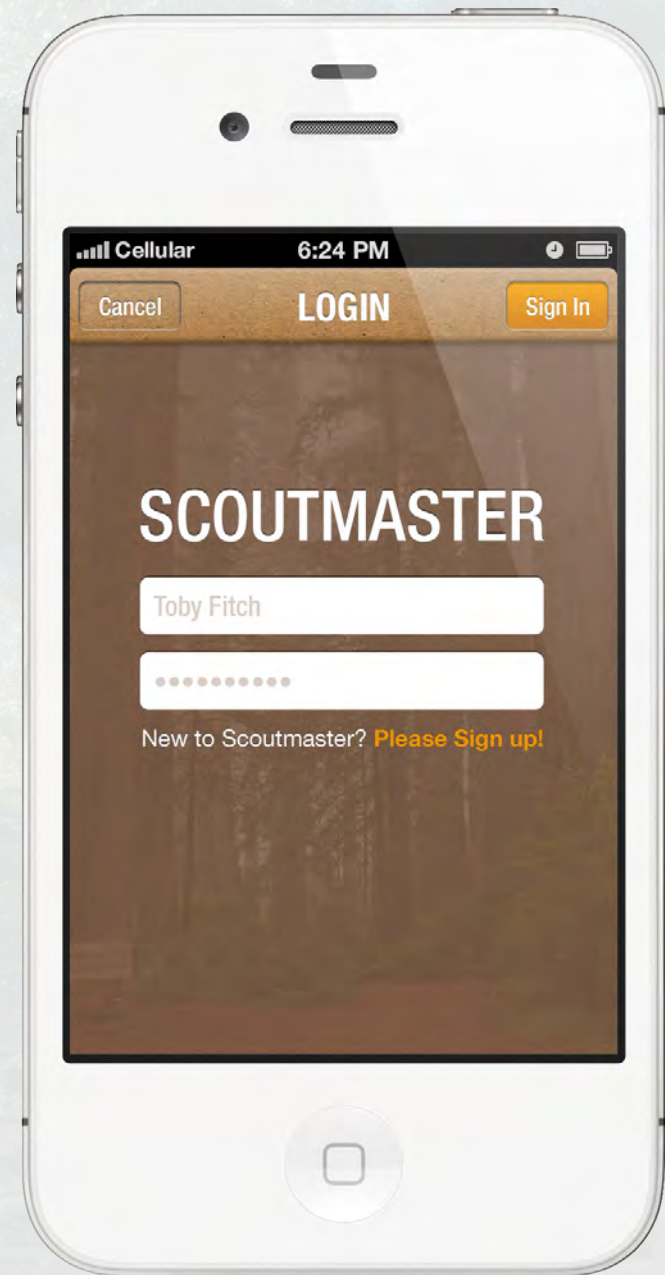 Cellular 6:24 PM
Cancel LOGIN Sign In
SCOUTMASTER
Toby Fitch
••••••••••
New to Scoutmaster? Please Sign up!